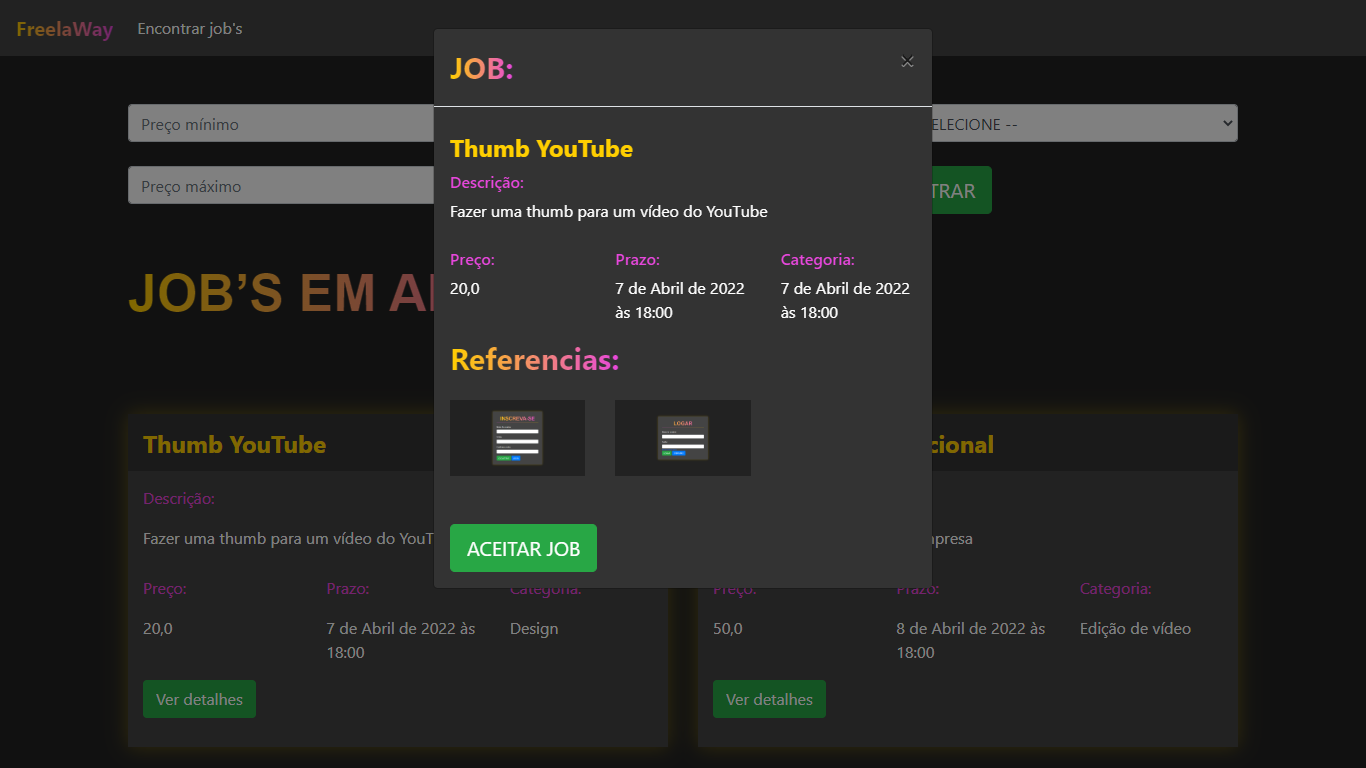 FreelaWay
Encontrar job's
JOB:
×
Thumb YouTube
Descrição:
Fazer uma thumb para um vídeo do YouTube
Preço:
Prazo:
Categoria:
20,0
7 de Abril de 2022
às 18:00
7 de Abril de 2022
às 18:00
Referencias:
INSCREVA-SE
LOGAR
ACEITAR JOB
Preço mínimo
ELECIONE --
Preço máximo
TRAR
JOB’S EM A
Thumb YouTube
Descrição:
Fazer uma thumb para um vídeo do YouT
Preço:
Prazo:
Categoria:
20,0
7 de Abril de 2022 às
18:00
Design
Ver detalhes
cional
presa
Preço:
Prazo:
Categoria:
50,0
8 de Abril de 2022 às
18:00
Edição de vídeo
Ver detalhes